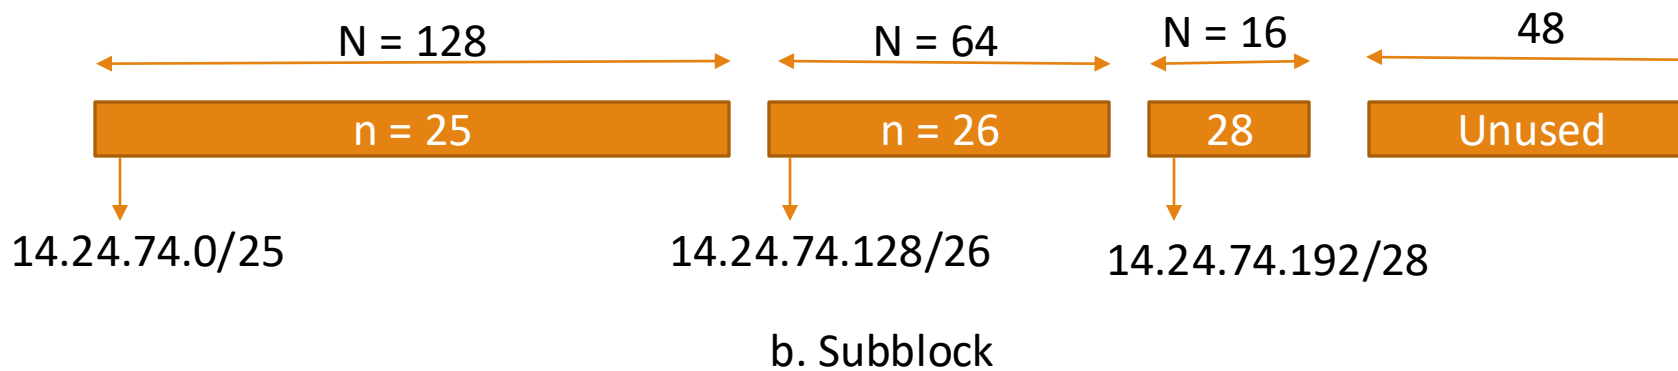 N = 128
N = 64
N = 16
48
n = 25
n = 26
28
Unused
14.24.74.0/25
14.24.74.128/26
14.24.74.192/28
b. Subblock